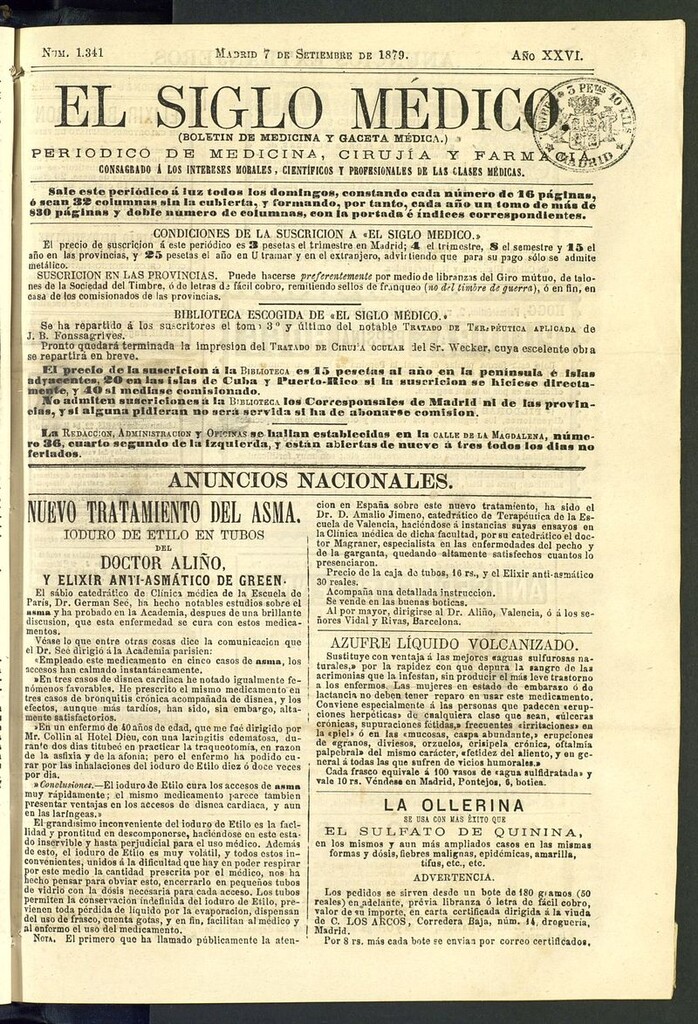 NÚM. 1.341
MADRID 7 DE SETIEMBRE DE 1879.
AÑO XXVI.
EL SIGLO MÉDICO
(BOLETIN DE MEDICINA Y GACETA MÉDICA.)
PERIODICO DE MEDICINA, CIRUJÍA Y FARMACIA,
CONSAGRADO Á LOS INTERESES MORALES, CIENTÍFICOS Y PROFESIONALES DE LAS CLASES MÉDICAS.
3 PETS 10 KILS
MADRID
Sale este periódico á luz todos los domingos, constando cada número de 16 páginas,
ó sean 32 columnas sin la cubierta, y formando, por tanto, cada año un tomo de más de
830 páginas y doble número de columnas, con la portada é índices correspondientes.
CONDICIONES DE LA SUSCRICION A «EL SIGLO MEDICO.»
El precio de suscricion á este periódico es 3 pesetas el trimestre en Madrid; 4 el trimestre, 8 el semestre y 15 el
año en las provincias, y 25 pesetas el año en U tramar y en el extranjero, advirtiendo que para su pago sólo se admite
metálico.
SUSCRICION EN LAS PROVINCIAS. Puede hacerse preferentemente por medio de libranzas del Giro mútuo, de talo-
nes de la Sociedad del Timbre, ó de letras de fácil cobro, remitiendo sellos de franqueo (no del timbre de guerra), ó en fin, en
casa de los comisionados de las provincias.
BIBLIOTECA ESCOGIDA DE «EL SIGLO MÉDICO.»
Se ha repartido á los suscritores el tomo 3.º y último del notable TRATADO DE TERAPÉUTICA APLICADA de
J. B. Fonssagrives.
Pronto quedará terminada la impresion del TRATADO DE CIRUJÍA OCULAR del Sr. Wecker, cuya escelente obra
se repartirá en breve.
El precio de la suscricion á la BIBLIOTECA es 15 pesetas al año en la península é islas
adyacentes, 20 en las islas de Cuba y Puerto-Rico si la suscricion se hiciese directa-
mente, y 40 si mediase comisionado.
No admiten suscriciones á la BIBLIOTECA los Corresponsales de Madrid ni de las provin-
cias, y si alguna pidieran no será servida si ha de abonarse comision.
La REDACCION, ADMINISTRACION Y OFICINAS se hallan establecidas en la CALLE DE LA MAGDALENA, núme-
ro 36, cuarto segundo de la izquierda, y están abiertas de nueve á tres todos los dias no
feriados.
ANUNCIOS NACIONALES.
NUEVO TRATAMIENTO DEL ASMA.
IODURO DE ETILO EN TUBOS
DEL
DOCTOR ALIÑO,
Y ELIXIR ANTI-ASMÁTICO DE GREEN.
El sábio catedrático de Clínica médica de la Escuela de
París, Dr. German Seé, ha hecho notables estudios sobre el
asma y ha probado en la Academia, despues de una brillante
discusion, que esta enfermedad se cura con estos medica-
mentos.
Véase lo que entre otras cosas dice la comunicacion que
el Dr. Seé dirigió á la Academia parisien:
«Empleado este medicamento en cinco casos de asma, los
accesos han calmado instantáneamente.
»En tres casos de disnea cardiaca he notado igualmente fe-
nómenos favorables. He prescrito el mismo medicamento en
tres casos de bronquitis crónica acompañada de disnea, y los
efectos, aunque más tardíos, han sido, sin embargo, alta-
mente satisfactorios.
»En un enfermo de 40 años de edad, que me fué dirigido por
Mr. Collin al Hotel Dieu, con una laringitis edematosa, du-
rante dos dias titubeé en practicar la traqueotomía, en razon
de la asfixia y de la afonía; pero el enfermo ha podido cu-
rar por las inhalaciones del ioduro de Etilo diez ó doce veces
por dia.
»Conclusiones.—El ioduro de Etilo cura los accesos de asma
muy rápidamente; el mismo medicamento parece tambien
presentar ventajas en los accesos de disnea cardiaca, y aun
en las laríngeas.»
El grandísimo inconveniente del ioduro de Etilo es la faci-
lidad y prontitud en descomponerse, haciéndose en este estado
inservible y hasta perjudicial para el uso médico. Además
de esto, el ioduro de Etilo es muy volátil, y todos estos in-
convenientes, unidos á la dificultad que hay en poder respirar
por este medio la cantidad prescrita por el médico, nos ha
hecho pensar para obviar esto, encerrarlo en pequeños tubos
de vidrio con la dósis necesaria para cada acceso. Los tubos
permiten la conservacion indefinida del ioduro de Etilo, pre-
vienen toda pérdida de líquido por la evaporacion, dispensan
del uso de frasco, cuenta gotas, y en fin, facilitan al médico y
al enfermo el uso del medicamento.
NOTA. El primero que ha llamado públicamente la aten-
cion en España sobre este nuevo tratamiento, ha sido el
Dr. D. Amalio Jimeno, catedrático de Terapéutica de la Es-
cuela de Valencia, haciéndose á instancias suyas ensayos en
la Clínica médica de dicha facultad, por su catedrático el doc-
tor Magraner, especialista en las enfermedades del pecho y
de la garganta, quedando altamente satisfechos cuantos lo
presenciaron.
Precio de la caja de tubos, 16 rs., y el Elixir anti-asmático
30 reales.
Acompaña una detallada instruccion.
Se vende en las buenas boticas.
Al por mayor, dirigirse al Dr. Aliño, Valencia, ó á los se-
ñores Vidal y Rivas, Barcelona.
AZUFRE LÍQUIDO VOLCANIZADO.
Sustituye con ventaja á las mejores «aguas sulfurosas na-
turales,» por la rapidez con que depura la sangre de las
acrimonias que la infestan, sin producir el más leve trastorno
á los enfermos. Las mujeres en estado de embarazo ó do
lactancia no deben tener reparo en usar este medicamento.
Conviene especialmente á las personas que padecen «erup-
ciones herpéticas» de cualquiera clase que sean, «úlceras
crónicas, supuraciones fétidas,» frecuentes «irritaciones» en
la «piel» ó en las «mucosas, caspa abundante,» erupciones
de «granos, diviesos, orzuelos, crisipela crónica, oftalmía
palpebral» del mismo carácter, «fetidez del aliento, y en ge-
neral á todas las que sufren de vicios humorales.»
Cada frasco equivale á 100 vasos de «agua sulfidratada» y
vale 10 rs. Véndese en Madrid, Pontejos, 6, botica.
LA OLLERINA
SE USA CON MAS ÉXITO QUE
EL SULFATO DE QUININA,
en los mismos y aun más ampliados casos en las mismas
formas y dósis, fiebres malignas, epidémicas, amarilla,
tifus, etc., etc.
ADVERTENCIA.
Los pedidos se sirven desde un bote de 180 gramos (50
reales) en adelante, prévia libranza ó letra de fácil cobro,
valor de su importe, en carta certificada dirigida á la viuda
de C. LOS ARCOS, Corredera Baja, núm. 14, droguería,
Madrid.
Por 8 rs. más cada bote se envian por correo certificados.